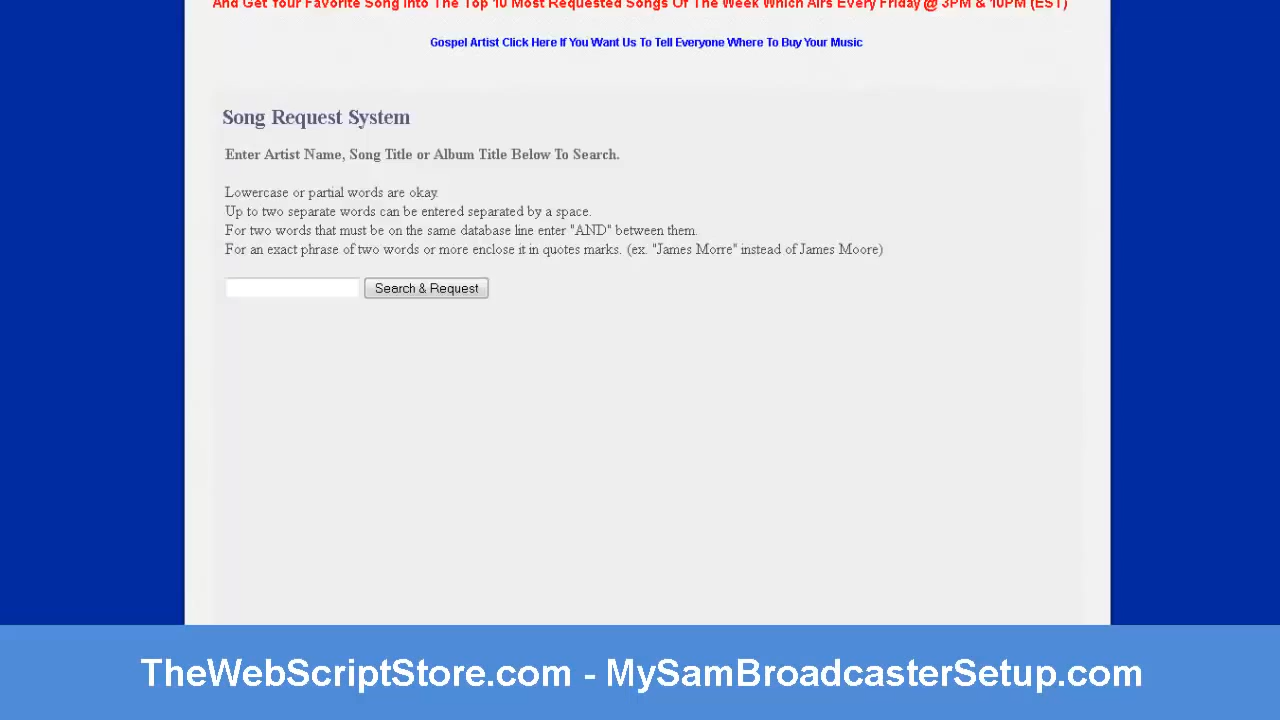 And Get Your Favorite Song Into The Top 10 Most Requested Songs Of The Week Which Airs Every Friday @ 3PM & 10PM (EST)
Gospel Artist Click Here If You Want Us To Tell Everyone Where To Buy Your Music
Song Request System
Enter Artist Name, Song Title or Album Title Below To Search.
Lowercase or partial words are okay.
Up to two separate words can be entered separated by a space.
For two words that must be on the same database line enter "AND" between them.
For an exact phrase of two words or more enclose it in quotes marks. (ex. "James Morre" instead of James Moore)
Search & Request
TheWebScriptStore.com - MySamBroadcasterSetup.com